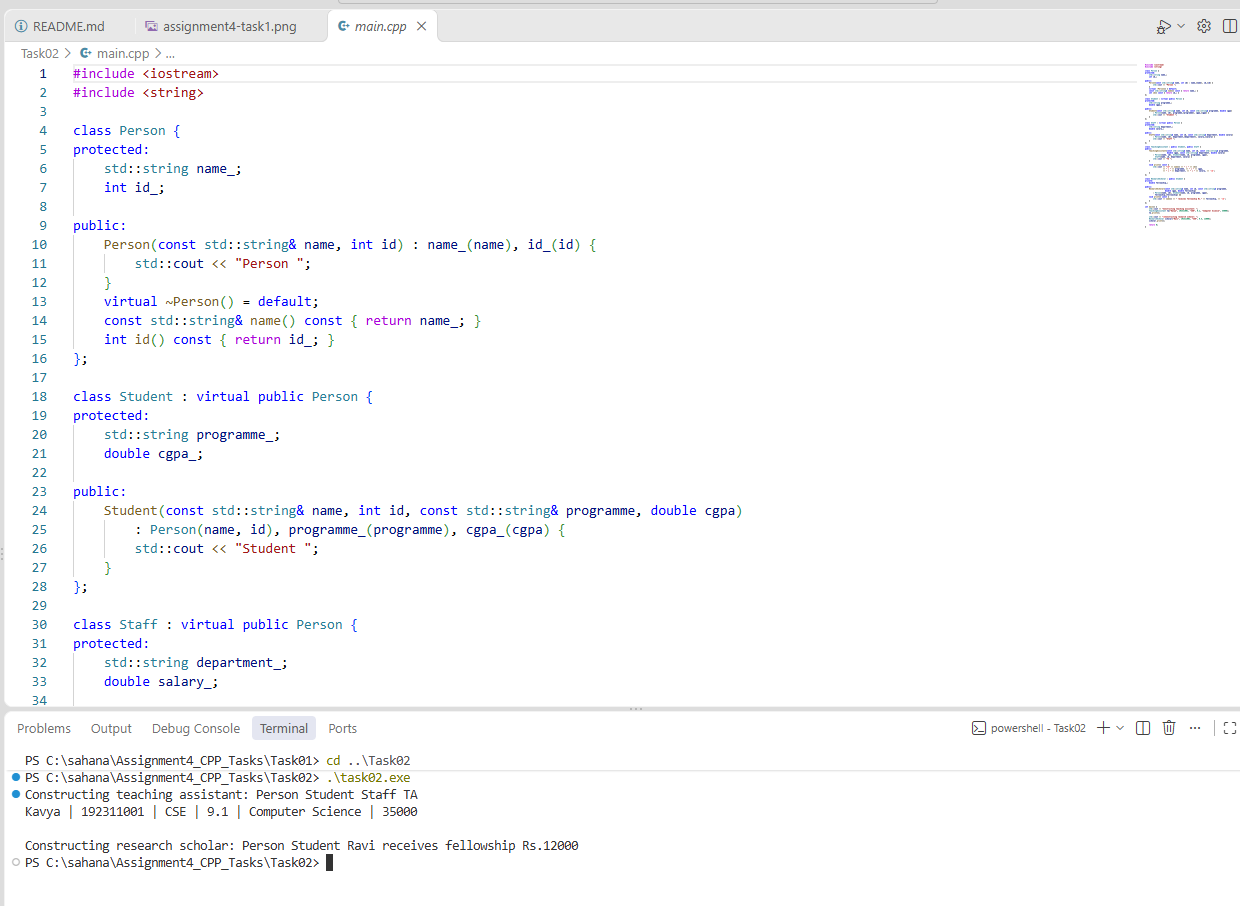 README.md assignment4-task1.png main.cpp
Task02 > main.cpp > ...
1 #include <iostream>
2 #include <string>
3
4 class Person {
5 protected:
6 std::string name_;
7 int id_;
8
9 public:
10 Person(const std::string& name, int id) : name_(name), id_(id) {
11 std::cout << "Person ";
12 }
13 virtual ~Person() = default;
14 const std::string& name() const { return name_; }
15 int id() const { return id_; }
16 };
17
18 class Student : virtual public Person {
19 protected:
20 std::string programme_;
21 double cgpa_;
22
23 public:
24 Student(const std::string& name, int id, const std::string& programme, double cgpa)
25 : Person(name, id), programme_(programme), cgpa_(cgpa) {
26 std::cout << "Student ";
27 }
28 };
29
30 class Staff : virtual public Person {
31 protected:
32 std::string department_;
33 double salary_;
34
Problems Output Debug Console Terminal Ports powershell - Task02
PS C:\sahana\Assignment4_CPP_Tasks\Task01> cd ..\Task02
PS C:\sahana\Assignment4_CPP_Tasks\Task02> .\task02.exe
Constructing teaching assistant: Person Student Staff TA
Kavya | 192311001 | CSE | 9.1 | Computer Science | 35000

Constructing research scholar: Person Student Ravi receives fellowship Rs.12000
PS C:\sahana\Assignment4_CPP_Tasks\Task02>